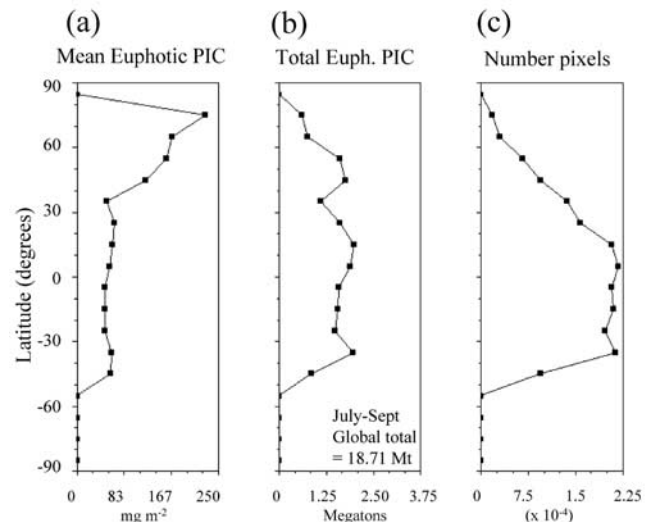 (a)
(b)
(c)
Mean Euphotic PIC
Total Euph. PIC
Number pixels
Latitude (degrees)
90
60
30
0
-30
-60
-90
July-Sept
Global total
= 18.71 Mt
0 83 167 250
mg m-2
0 1.25 2.50 3.75
Megatons
0 7.5 1.5 2.25
(x 10-4)